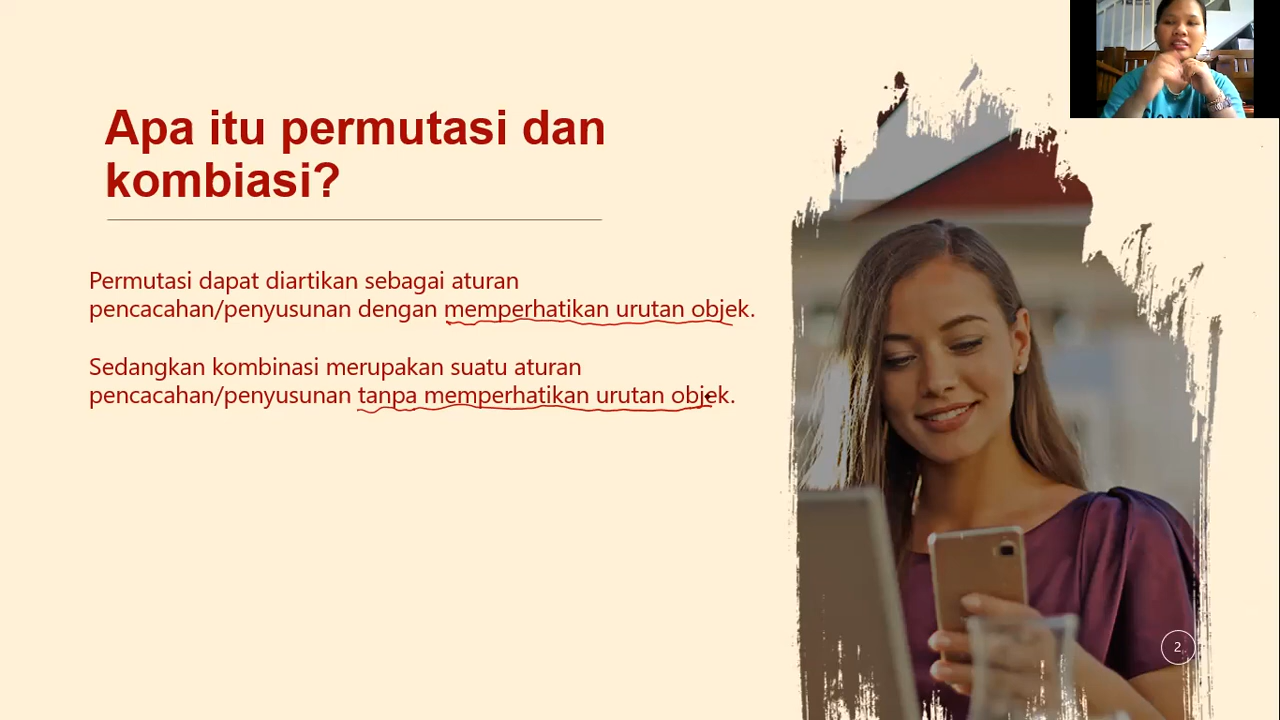 Apa itu permutasi dan
kombiasi?
Permutasi dapat diartikan sebagai aturan
pencacahan/penyusunan dengan memperhatikan urutan objek.
Sedangkan kombinasi merupakan suatu aturan
pencacahan/penyusunan tanpa memperhatikan urutan objek.
2